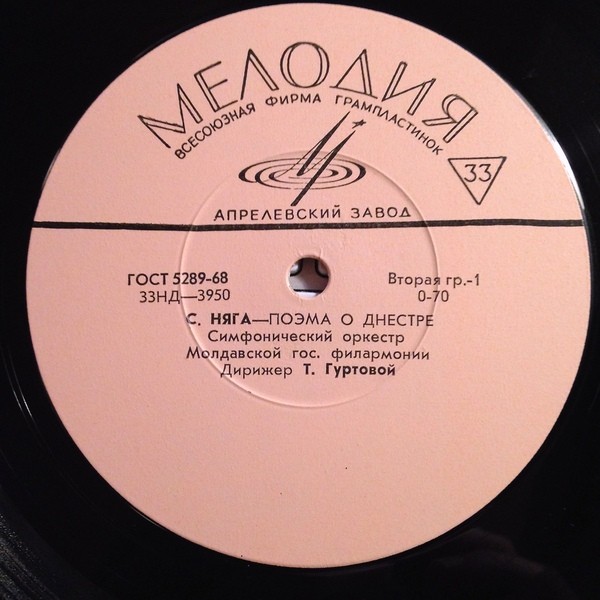 МЕЛОДИЯ
ВСЕСОЮЗНАЯ ФИРМА ГРАМПЛАСТИНОК
33
АПРЕЛЕВСКИЙ ЗАВОД
ГОСТ 5289-68
Вторая гр.-1
33НД—3950
0-70
С. НЯГА—ПОЭМА О ДНЕСТРЕ
Симфонический оркестр
Молдавской гос. филармонии
Дирижер Т. Гуртовой